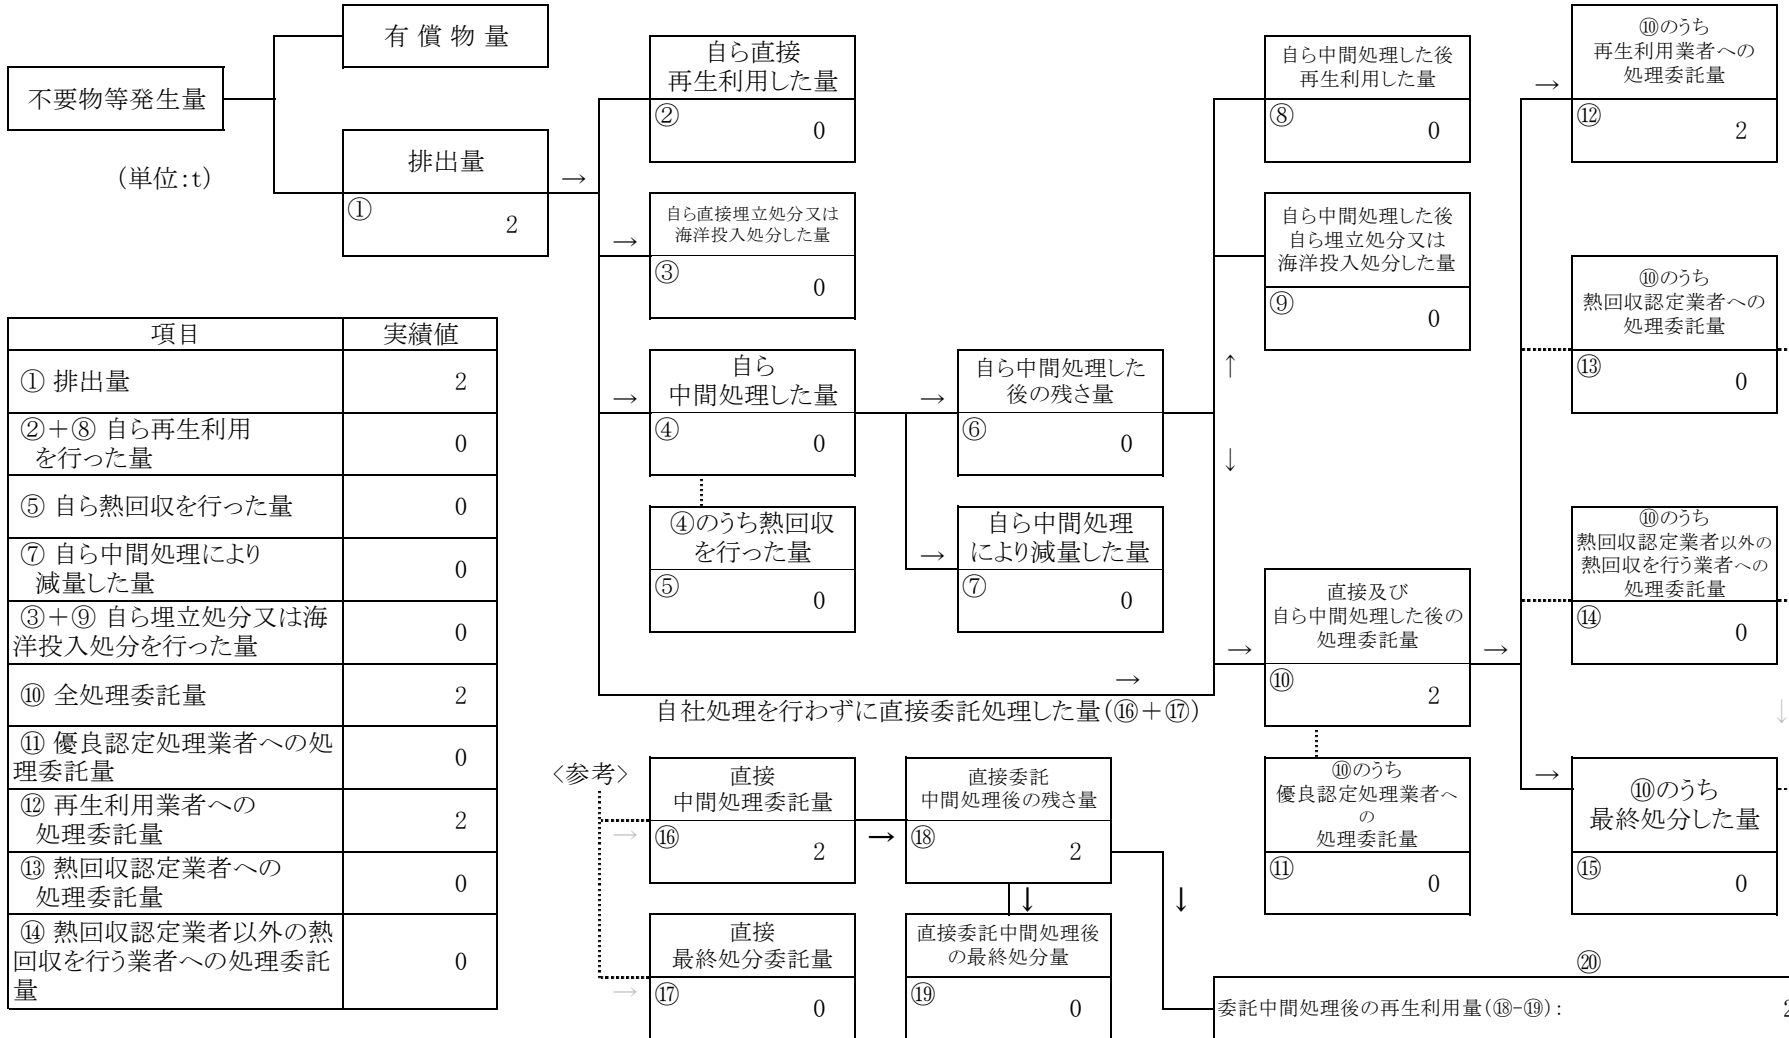 有 償 物 量
不要物等発生量
(単位:t)
排出量
①
2
→
自ら直接
再生利用した量
②
0
→
自ら直接埋立処分又は
海洋投入処分した量
③
0
→
自ら
中間処理した量
④
0
④のうち熱回収
を行った量
⑤
0
→
自ら中間処理した
後の残さ量
⑥
0
→
自ら中間処理
により減量した量
⑦
0
↑
↓
自ら中間処理した後
再生利用した量
⑧
0
自ら中間処理した後
自ら埋立処分又は
海洋投入処分した量
⑨
0
→
直接及び
自ら中間処理した後の
処理委託量
⑩
2
→
自社処理を行わずに直接委託処理した量(⑯+⑰)
⑩のうち
優良認定処理業者へ
の
処理委託量
⑪
0
→
→
⑩のうち
再生利用業者への
処理委託量
⑫
2
⑩のうち
熱回収認定業者への
処理委託量
⑬
0
⑩のうち
熱回収認定業者以外の
熱回収を行う業者への
処理委託量
⑭
0
↓
→
⑩のうち
最終処分した量
⑮
0
項目 実績値
① 排出量 2
②+⑧ 自ら再生利用
を行った量 0
⑤ 自ら熱回収を行った量 0
⑦ 自ら中間処理により
減量した量 0
③+⑨ 自ら埋立処分又は海
洋投入処分を行った量 0
⑩ 全処理委託量 2
⑪ 優良認定処理業者への処
理委託量 0
⑫ 再生利用業者への
処理委託量 2
⑬ 熱回収認定業者への
処理委託量 0
⑭ 熱回収認定業者以外の熱
回収を行う業者への処理委託
量 0
〈参考〉
→
直接
中間処理委託量
⑯
2
→
直接委託
中間処理後の残さ量
⑱
2
↓
↓
→
直接
最終処分委託量
⑰
0
直接委託中間処理後
の最終処分量
⑲
0
⑳
委託中間処理後の再生利用量(⑱-⑲): 2